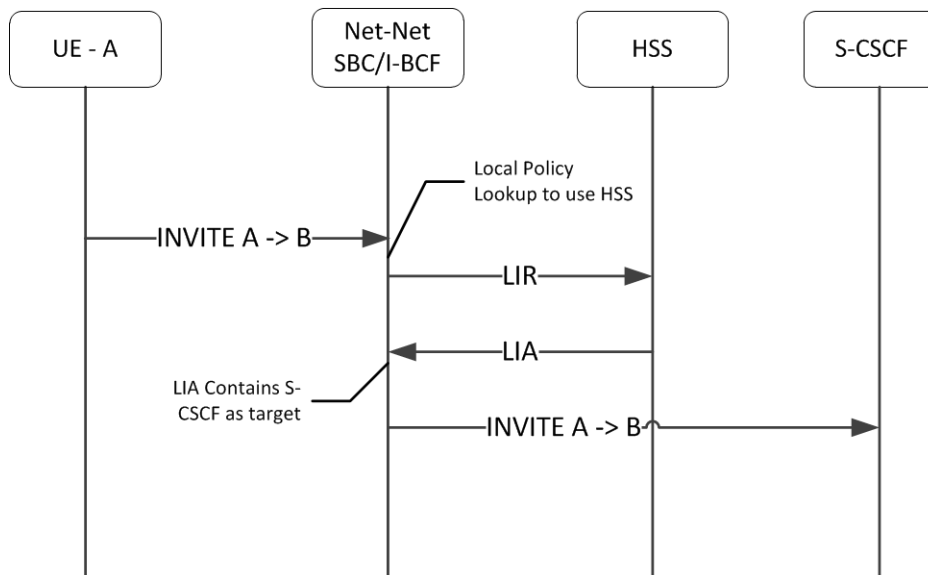 UE - A
Net-Net
SBC/I-BCF
HSS
S-CSCF
Local Policy
Lookup to use HSS
INVITE A -> B
LIR
LIA
LIA Contains S-
CSCF as target
INVITE A -> B